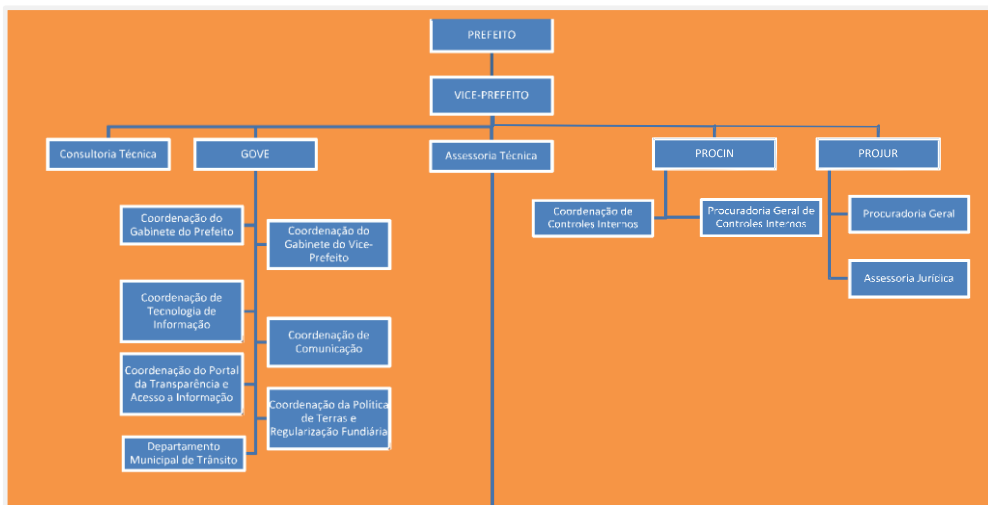 PREFEITO
VICE-PREFEITO
Consultoria Técnica
GOVE
Assessoria Técnica
PROCIN
PROJUR
Coordenação do
Gabinete do Prefeito
Coordenação do
Gabinete do Vice-
Prefeito
Coordenação de
Tecnologia de
Informação
Coordenação de
Comunicação
Coordenação do Portal
da Transparência e
Acesso a Informação
Coordenação da Política
de Terras e
Regularização Fundiária
Departamento
Municipal de Trânsito
Coordenação de
Controles Internos
Procuradoria Geral de
Controles Internos
Procuradoria Geral
Assessoria Jurídica